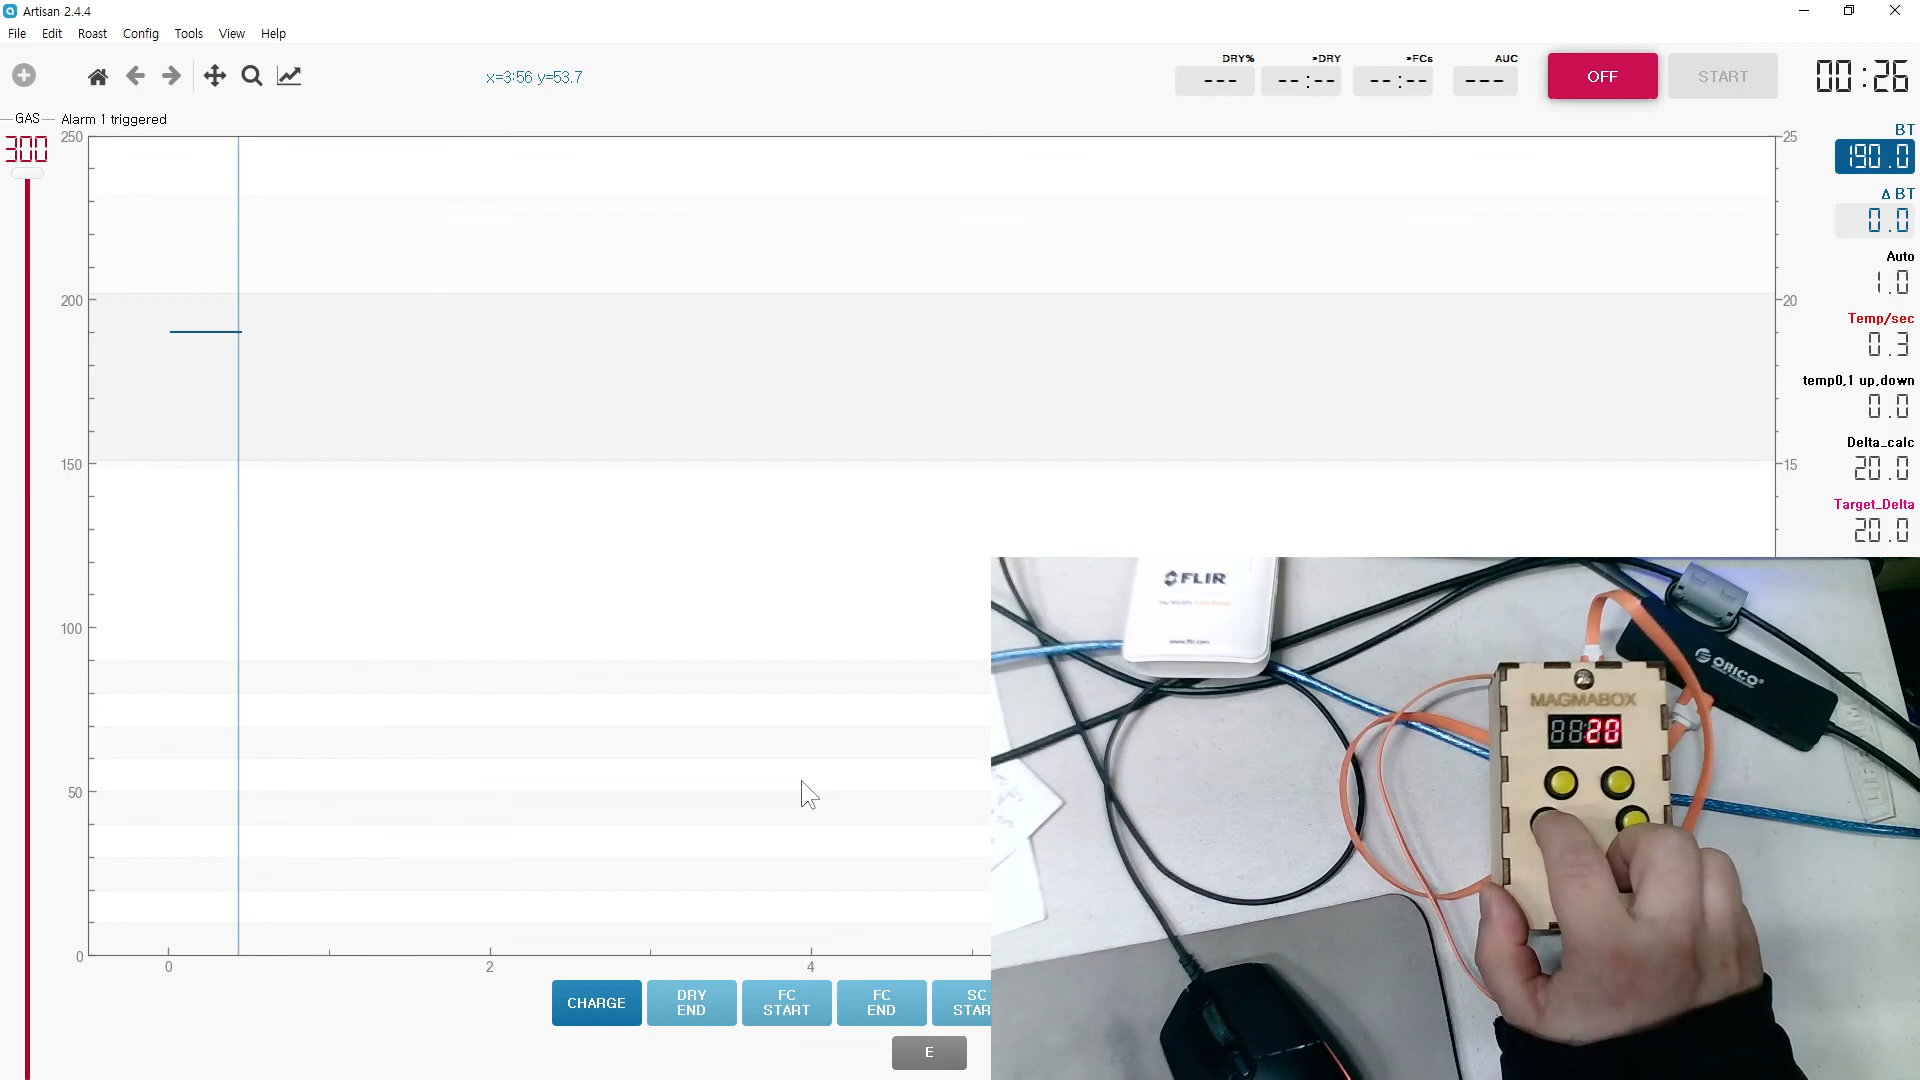 Artisan 2.4.4
File Edit Roast Config Tools View Help
x=3:56 y=53.7
DRY% ➛DRY ➛FCs AUC
--- --:-- --:-- ---
OFF START 00:26
GAS
300
Alarm 1 triggered
250
200
150
100
50
0
25
20
15
0 2 4
BT
190.0
Δ BT
0.0
Auto
1.0
Temp/sec
0.3
temp0,1 up,down
0.0
Delta_calc
20.0
Target_Delta
20.0
FLIR
www.flir.com
ORICO
MAGMABOX
20
CHARGE
DRY
END
FC
START
FC
END
SC
STAR
E